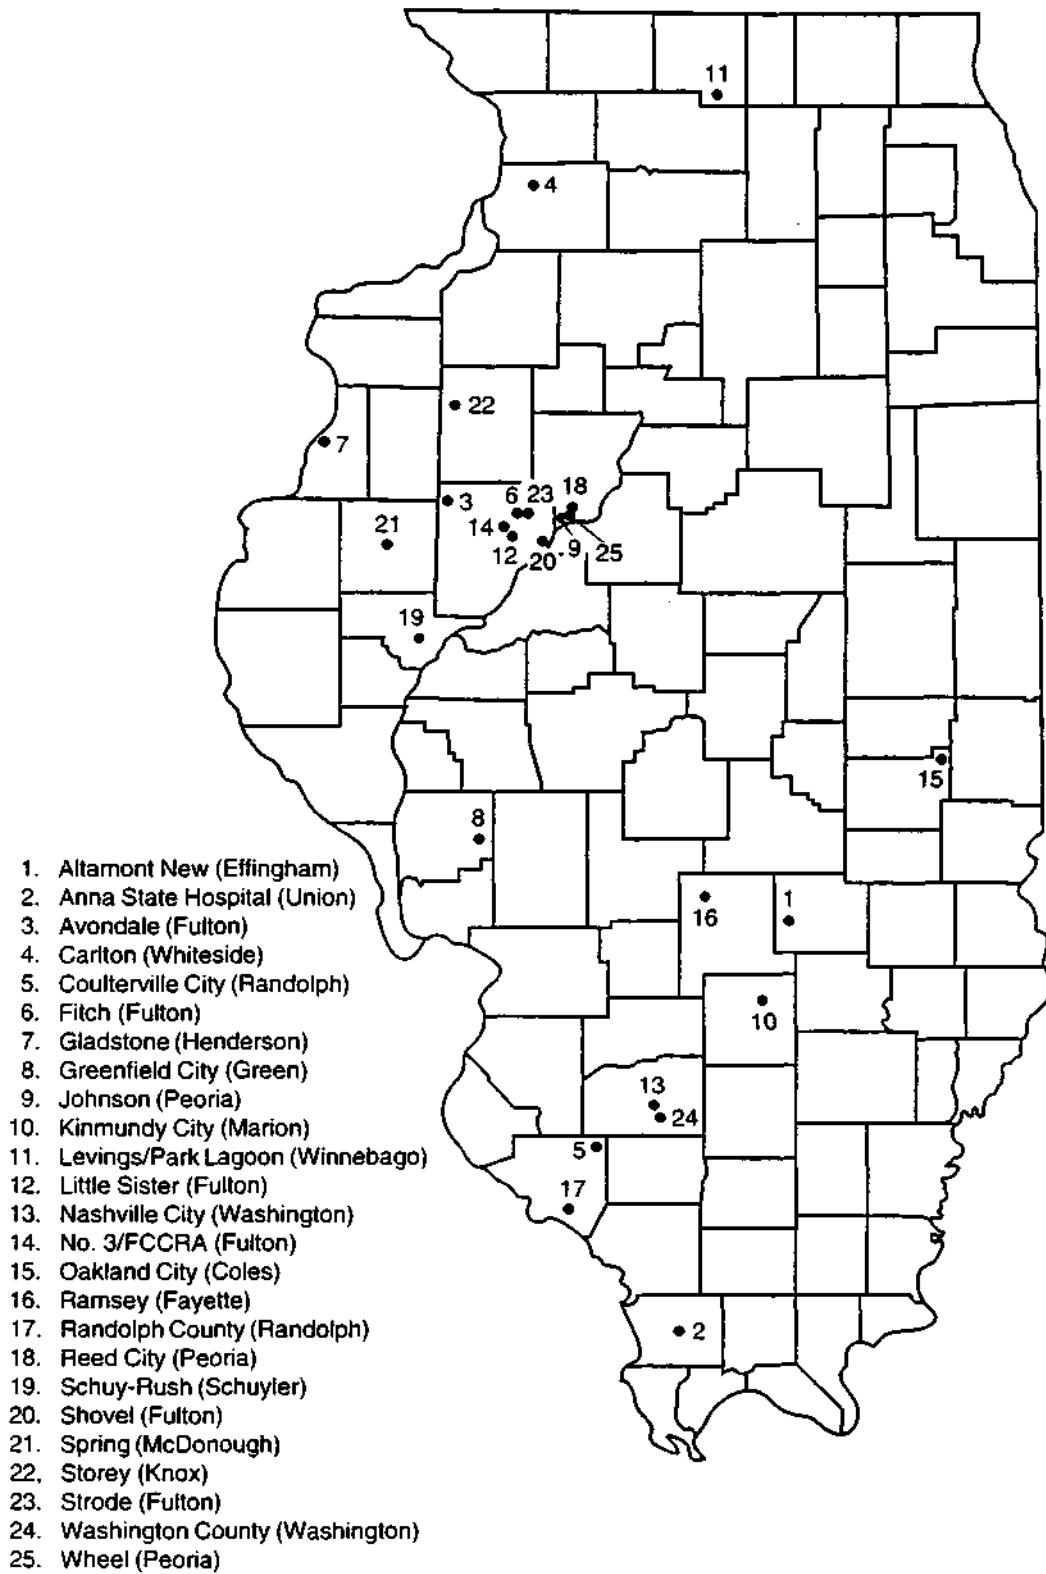 11
4
22
7
3
6 23 18
14
21
12
20
9 25
19
15
8
1
16
10
13
24
5
17
2
1. Altamont New (Effingham)
2. Anna State Hospital (Union)
3. Avondale (Fulton)
4. Carlton (Whiteside)
5. Coulterville City (Randolph)
6. Fitch (Fulton)
7. Gladstone (Henderson)
8. Greenfield City (Green)
9. Johnson (Peoria)
10. Kinmundy City (Marion)
11. Levings/Park Lagoon (Winnebago)
12. Little Sister (Fulton)
13. Nashville City (Washington)
14. No. 3/FCCRA (Fulton)
15. Oakland City (Coles)
16. Ramsey (Fayette)
17. Randolph County (Randolph)
18. Reed City (Peoria)
19. Schuy-Rush (Schuyler)
20. Shovel (Fulton)
21. Spring (McDonough)
22. Storey (Knox)
23. Strode (Fulton)
24. Washington County (Washington)
25. Wheel (Peoria)